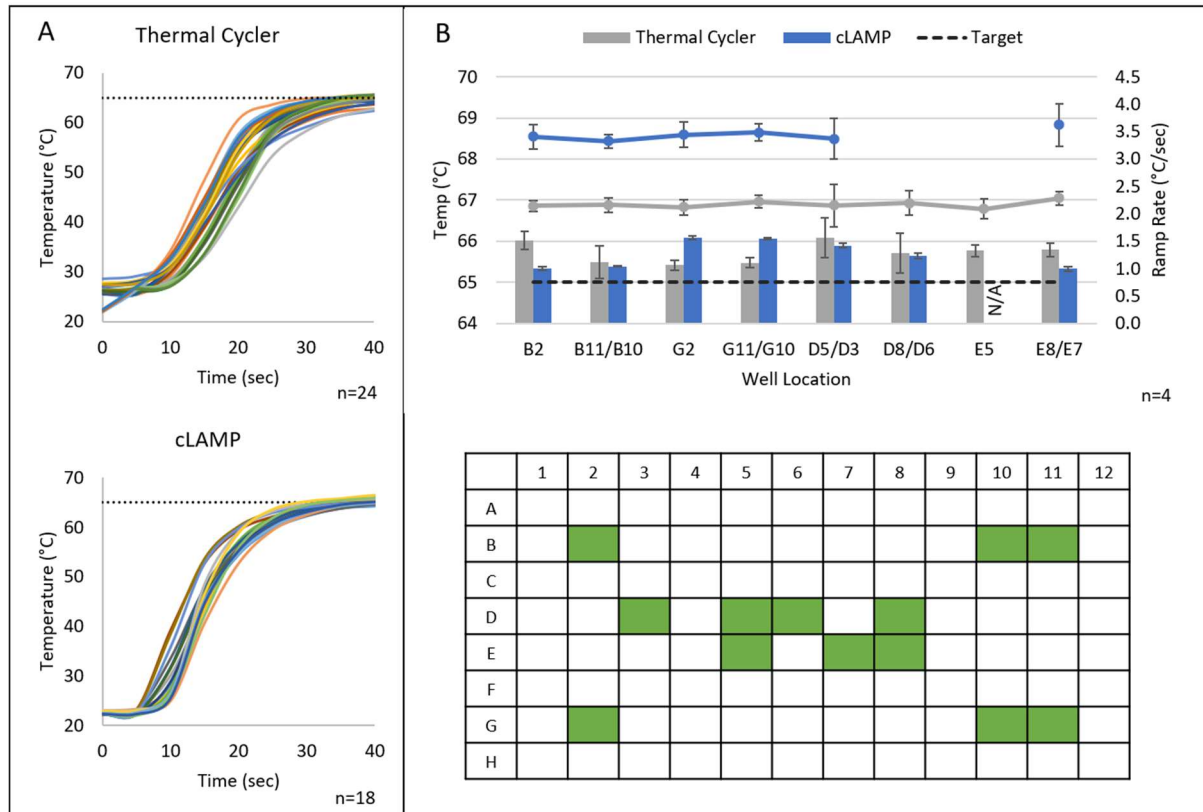 A
Thermal Cycler
70
60
50
40
30
20
Temperature (°C)
0 10 20 30 40
Time (sec)
n=24
cLAMP
70
60
50
40
30
20
Temperature (°C)
0 10 20 30 40
Time (sec)
n=18
B
Thermal Cycler cLAMP Target
70
69
68
67
66
65
64
Temp (°C)
4.5
4.0
3.5
3.0
2.5
2.0
1.5
1.0
0.5
0.0
Ramp Rate (°C/sec)
N/A
B2 B11/B10 G2 G11/G10 D5/D3 D8/D6 E5 E8/E7
Well Location
n=4
1 2 3 4 5 6 7 8 9 10 11 12
A
B
C
D
E
F
G
H